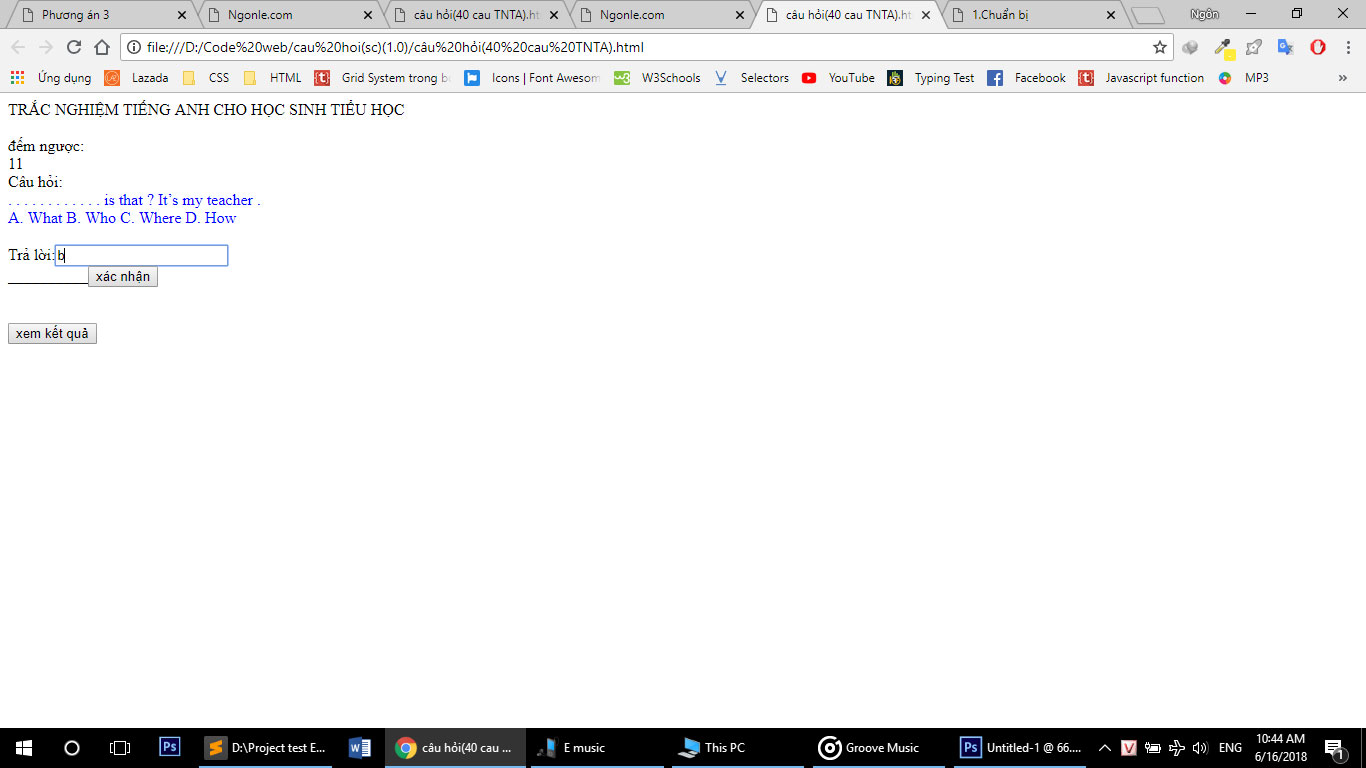 Phương án 3
Ngonle.com
câu hỏi(40 cau TNTA).ht
Ngonle.com
câu hỏi(40 cau TNTA).ht
1.Chuẩn bị
Ngôn
file:///D:/Code%20web/cau%20hoi(sc)(1.0)/câu%20hỏi(40%20cau%20TNTA).html
Ứng dụng Lazada CSS HTML Grid System trong bo Icons | Font Awesom W3Schools Selectors YouTube Typing Test Facebook Javascript function MP3 »
TRẮC NGHIỆM TIẾNG ANH CHO HỌC SINH TIỂU HỌC
đếm ngược:
11
Câu hỏi:
. . . . . . . . . . . . is that ? It’s my teacher .
A. What B. Who C. Where D. How
Trả lời: b
xác nhận
xem kết quả
Ps D:\Project test E... câu hỏi(40 cau ... E music This PC Groove Music Ps Untitled-1 @ 66.... V ENG 10:44 AM
6/16/2018 1